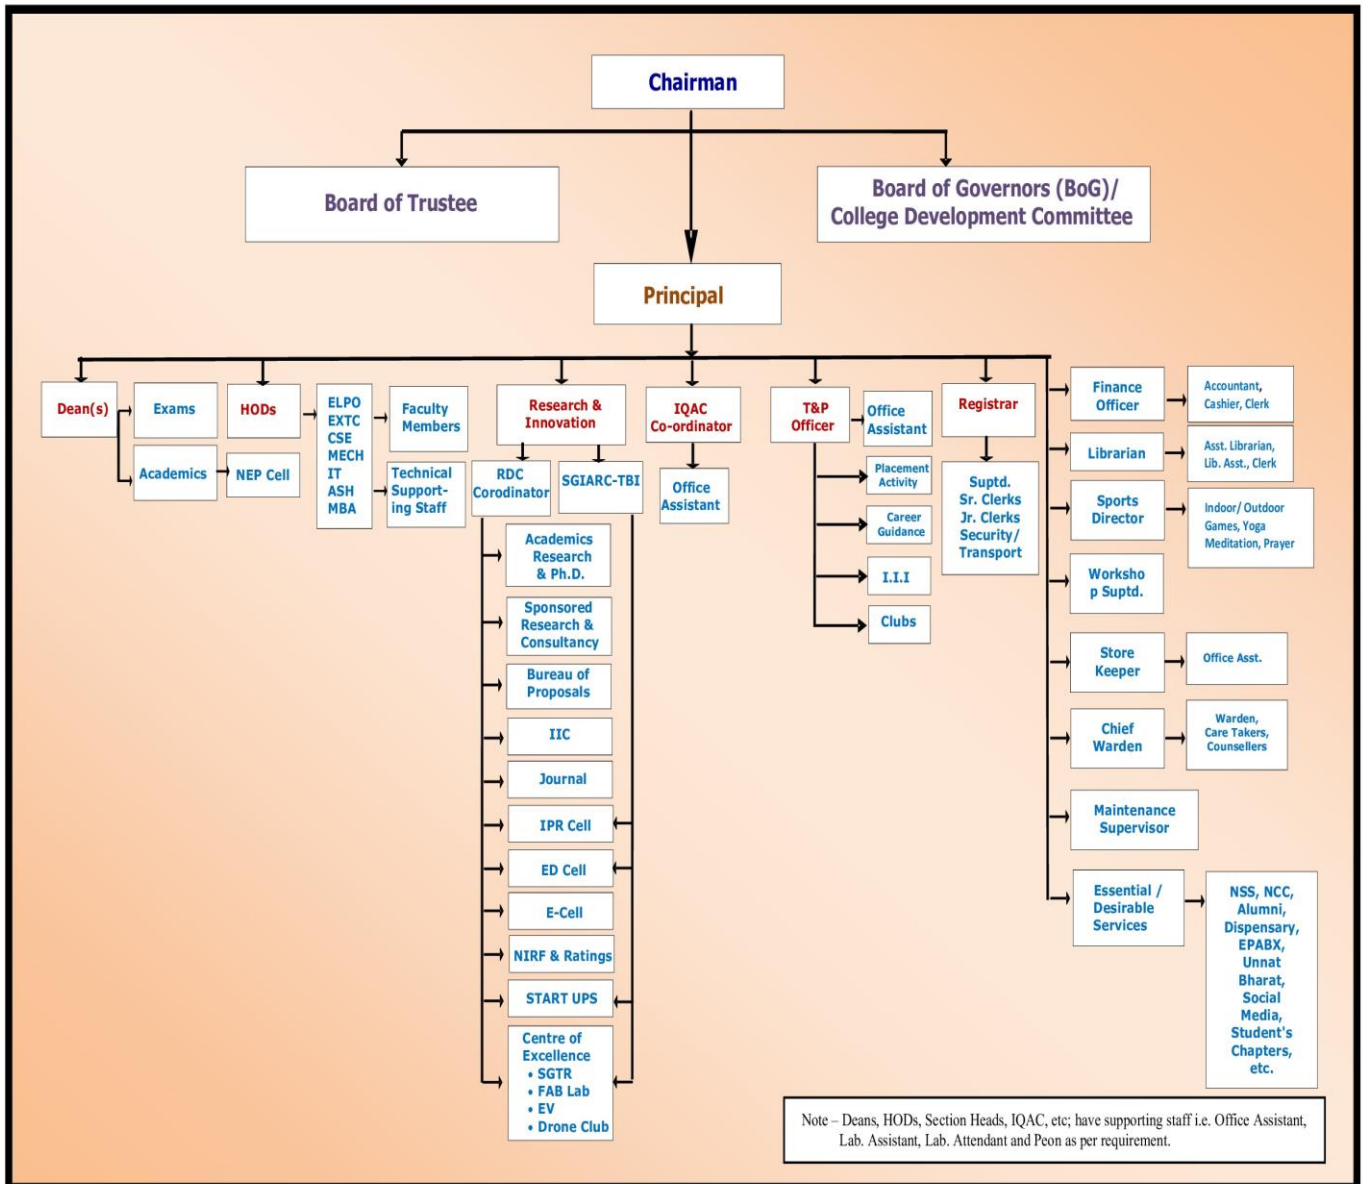 Chairman
Board of Trustee
Board of Governors (BoG)/
College Development Committee
Principal
Dean(s)
Exams
Academics
HODs
NEP Cell
ELPO
EXTC
CSE
MECH
IT
ASH
MBA
Faculty
Members
Technical
Support-
ing Staff
Research &
Innovation
RDC
Corodinator
SGIARC-TBI
Academics
Research
& Ph.D.
Sponsored
Research &
Consultancy
Bureau of
Proposals
IIC
Journal
IPR Cell
ED Cell
E-Cell
NIRF & Ratings
START UPS
Centre of
Excellence
• SGTR
• FAB Lab
• EV
• Drone Club
IQAC
Co-ordinator
Office
Assistant
T&P
Officer
Office
Assistant
Placement
Activity
Career
Guidance
I.I.I
Clubs
Registrar
Suptd.
Sr. Clerks
Jr. Clerks
Security/
Transport
Finance
Officer
Accountant,
Cashier, Clerk
Librarian
Asst. Librarian,
Lib. Asst., Clerk
Sports
Director
Indoor/ Outdoor
Games, Yoga
Meditation, Prayer
Worksho
p Suptd.
Store
Keeper
Office Asst.
Chief
Warden
Warden,
Care Takers,
Counsellers
Maintenance
Supervisor
Essential /
Desirable
Services
NSS, NCC,
Alumni,
Dispensary,
EPABX,
Unnat
Bharat,
Social
Media,
Student's
Chapters,
etc.
Note – Deans, HODs, Section Heads, IQAC, etc; have supporting staff i.e. Office Assistant,
Lab. Assistant, Lab. Attendant and Peon as per requirement.